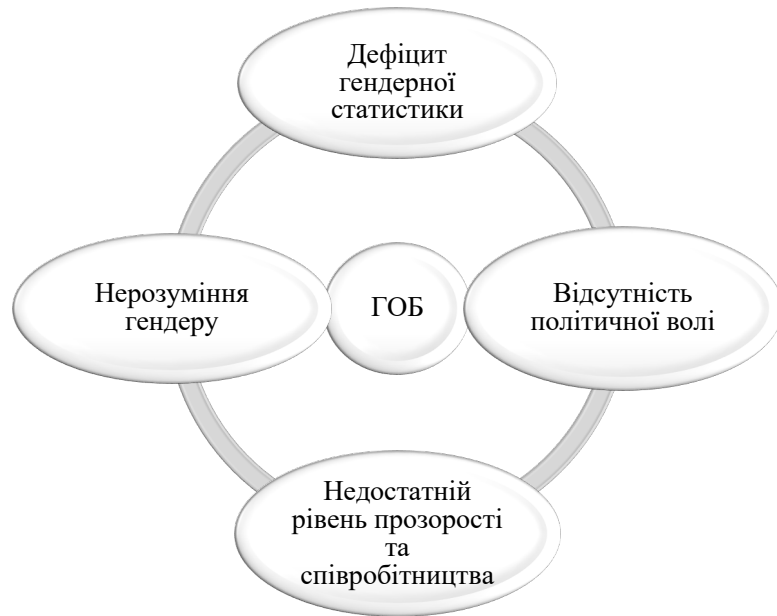 Дефіцит
гендерної
статистики
Нерозуміння
гендеру
ГОБ
Відсутність
політичної волі
Недостатній
рівень прозорості
та
співробітництва